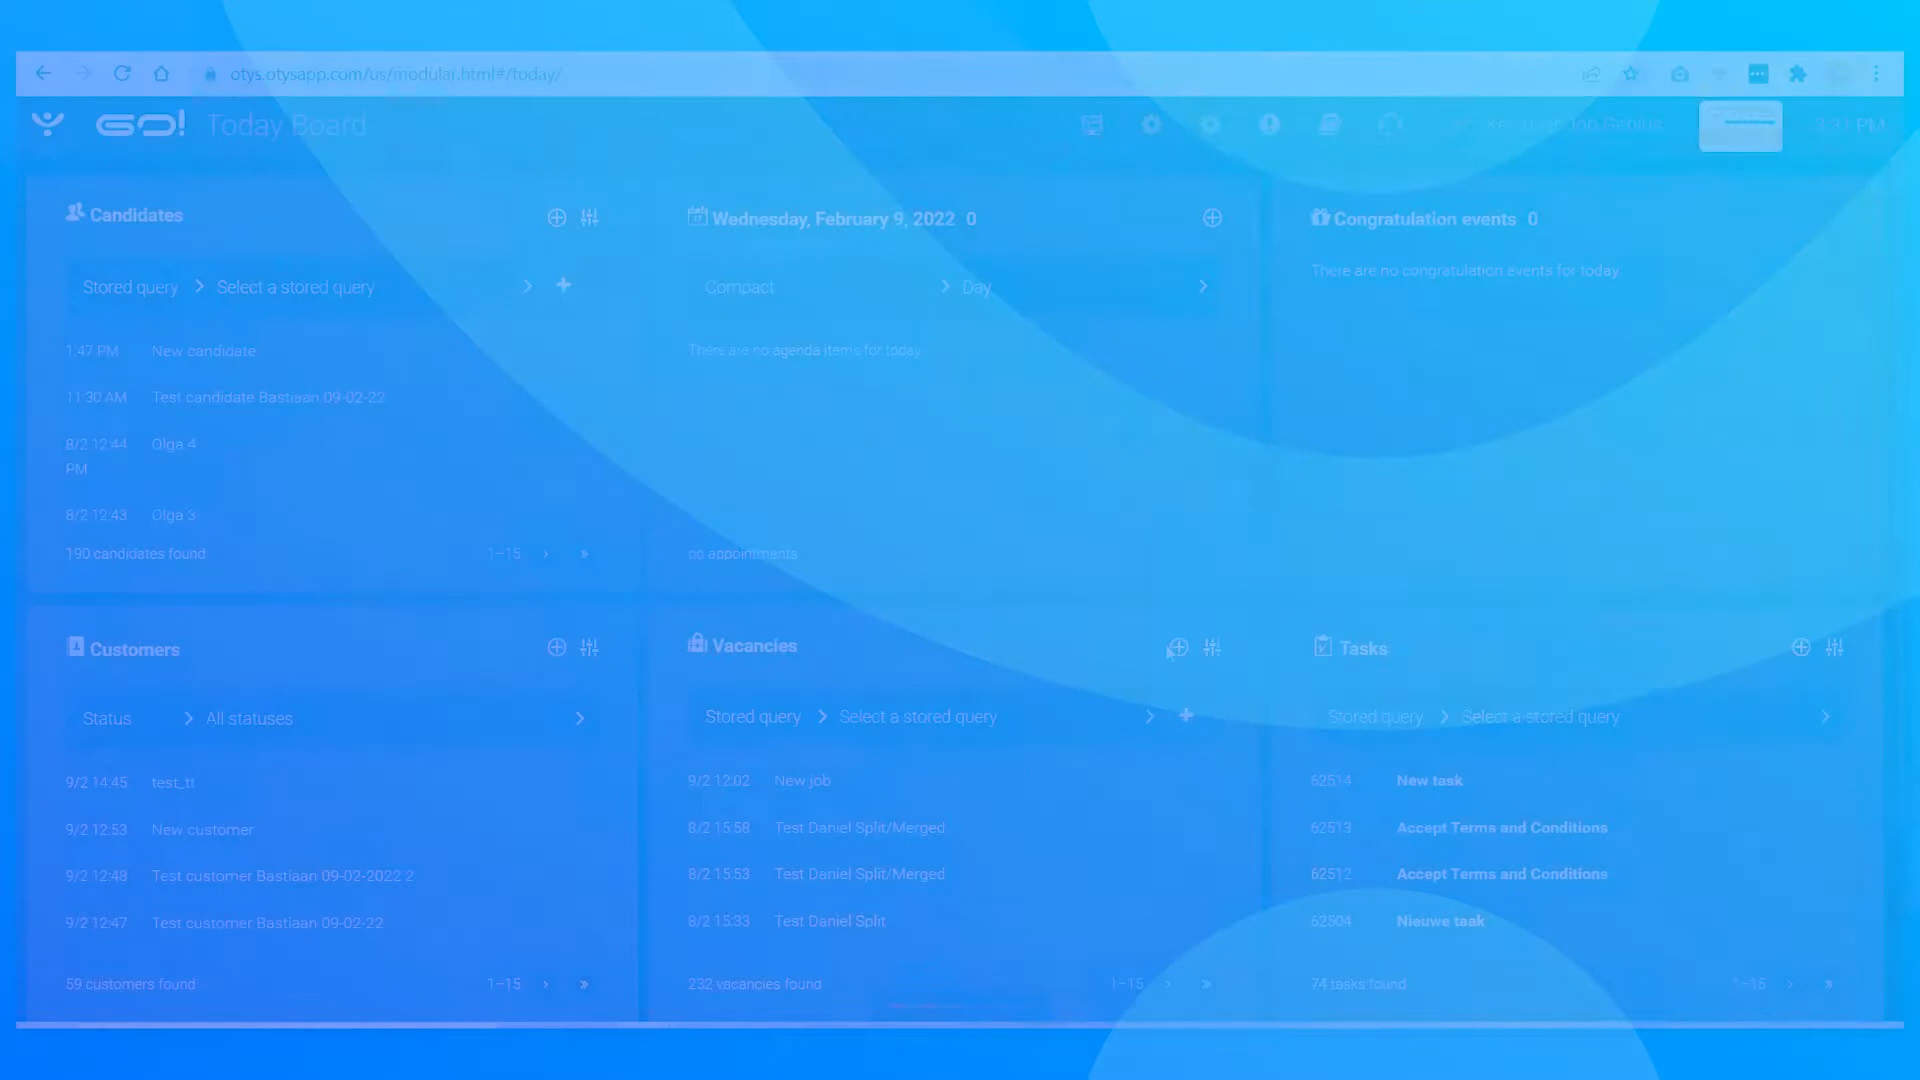 otys.otysapp.com/us/modular.html#/today/
GO! Today Board
3:31 PM
Candidates
Stored query
Select a stored query
1:47 PM New candidate
11:30 AM Test candidate Bastiaan 09-02-22
8/2 12:44 PM Olga 4
8/2 12:43 Olga 3
190 candidates found
1–15 › »
Wednesday, February 9, 2022 0
Compact
Day
There are no agenda items for today
no appointments
Congratulation events 0
There are no congratulation events for today
Customers
Status
All statuses
9/2 14:45 test_tt
9/2 12:53 New customer
9/2 12:48 Test customer Bastiaan 09-02-2022 2
9/2 12:47 Test customer Bastiaan 09-02-22
59 customers found
1–15 › »
Vacancies
Stored query
Select a stored query
9/2 12:02 New job
8/2 15:58 Test Daniel Split/Merged
8/2 15:53 Test Daniel Split/Merged
8/2 15:33 Test Daniel Split
232 vacancies found
1–15 › »
Tasks
Stored query
Select a stored query
62514 New task
62513 Accept Terms and Conditions
62512 Accept Terms and Conditions
62504 Nieuwe taak
74 tasks found
1–15 › »